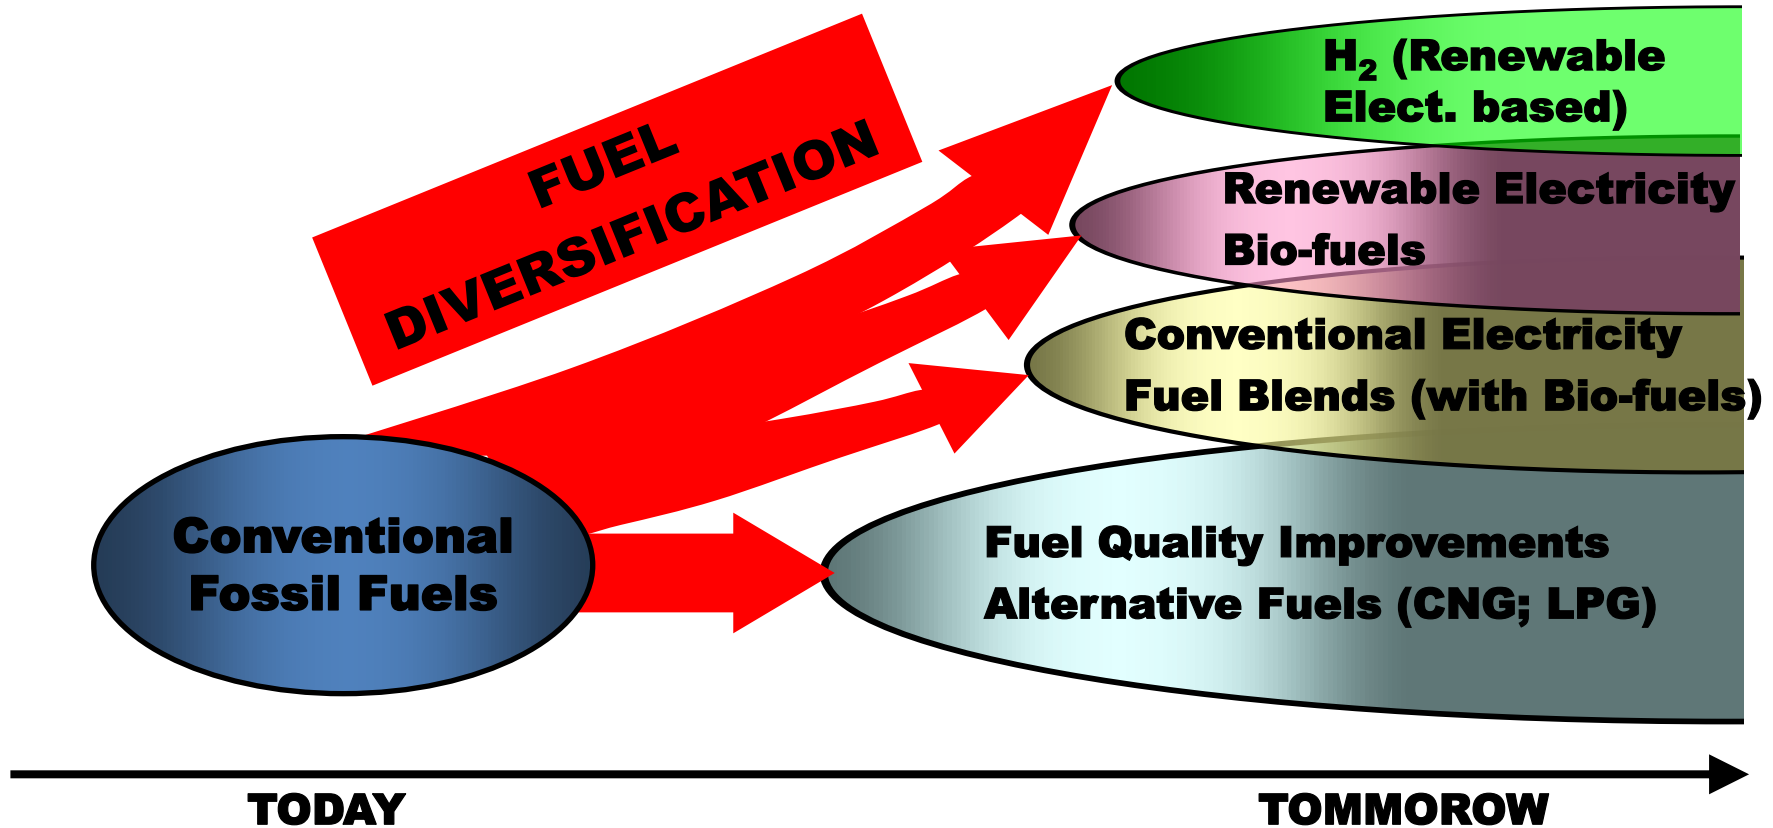 FUEL
DIVERSIFICATION
H₂ (Renewable
Elect. based)
Renewable Electricity
Bio-fuels
Conventional Electricity
Fuel Blends (with Bio-fuels)
Conventional
Fossil Fuels
Fuel Quality Improvements
Alternative Fuels (CNG; LPG)
TODAY
TOMMOROW